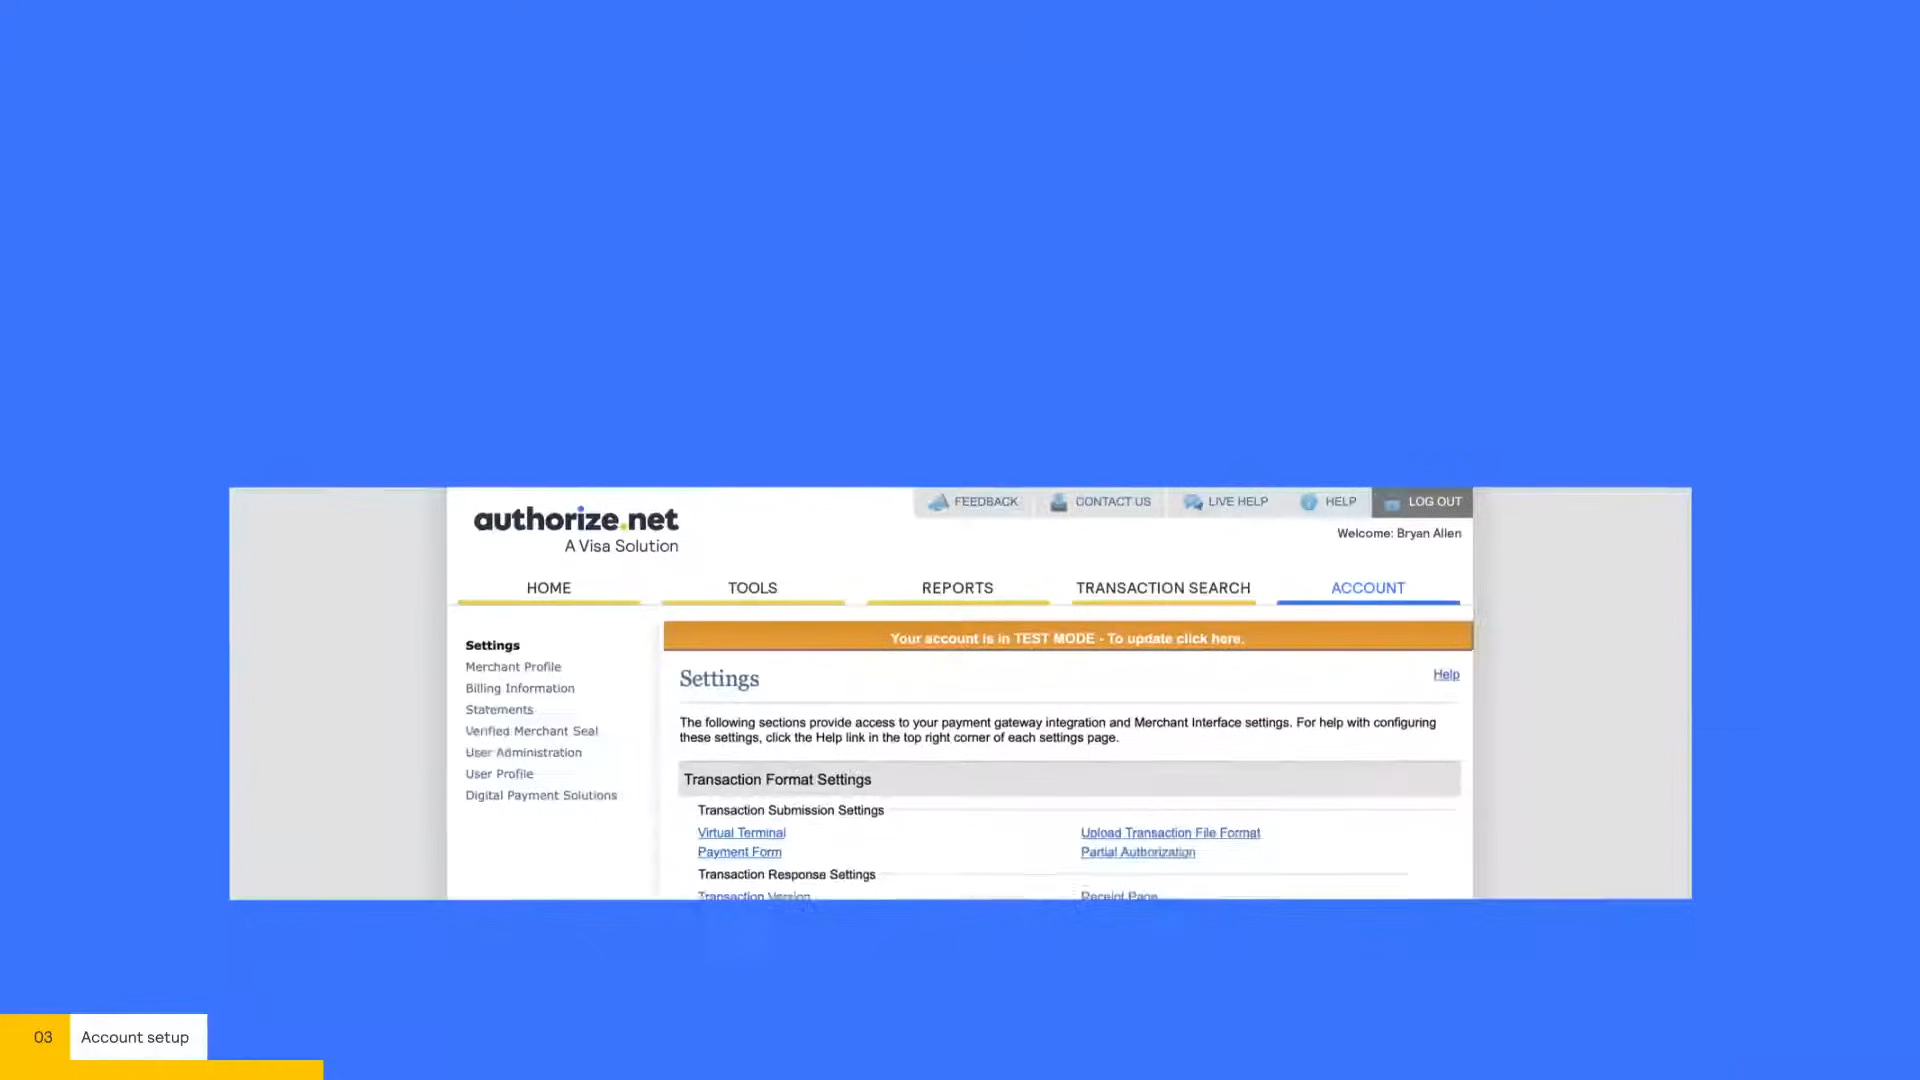 FEEDBACK CONTACT US LIVE HELP HELP LOG OUT
authorize.net
A Visa Solution
Welcome: Bryan Allen
HOME TOOLS REPORTS TRANSACTION SEARCH ACCOUNT
Your account is in TEST MODE - To update click here.
Settings
Merchant Profile
Billing Information
Statements
Verified Merchant Seal
User Administration
User Profile
Digital Payment Solutions
Settings
Help
The following sections provide access to your payment gateway integration and Merchant Interface settings. For help with configuring
these settings, click the Help link in the top right corner of each settings page.
Transaction Format Settings
Transaction Submission Settings
Virtual Terminal Upload Transaction File Format
Payment Form Partial Authorization
Transaction Response Settings
Transaction Version Receipt Page
03 Account setup